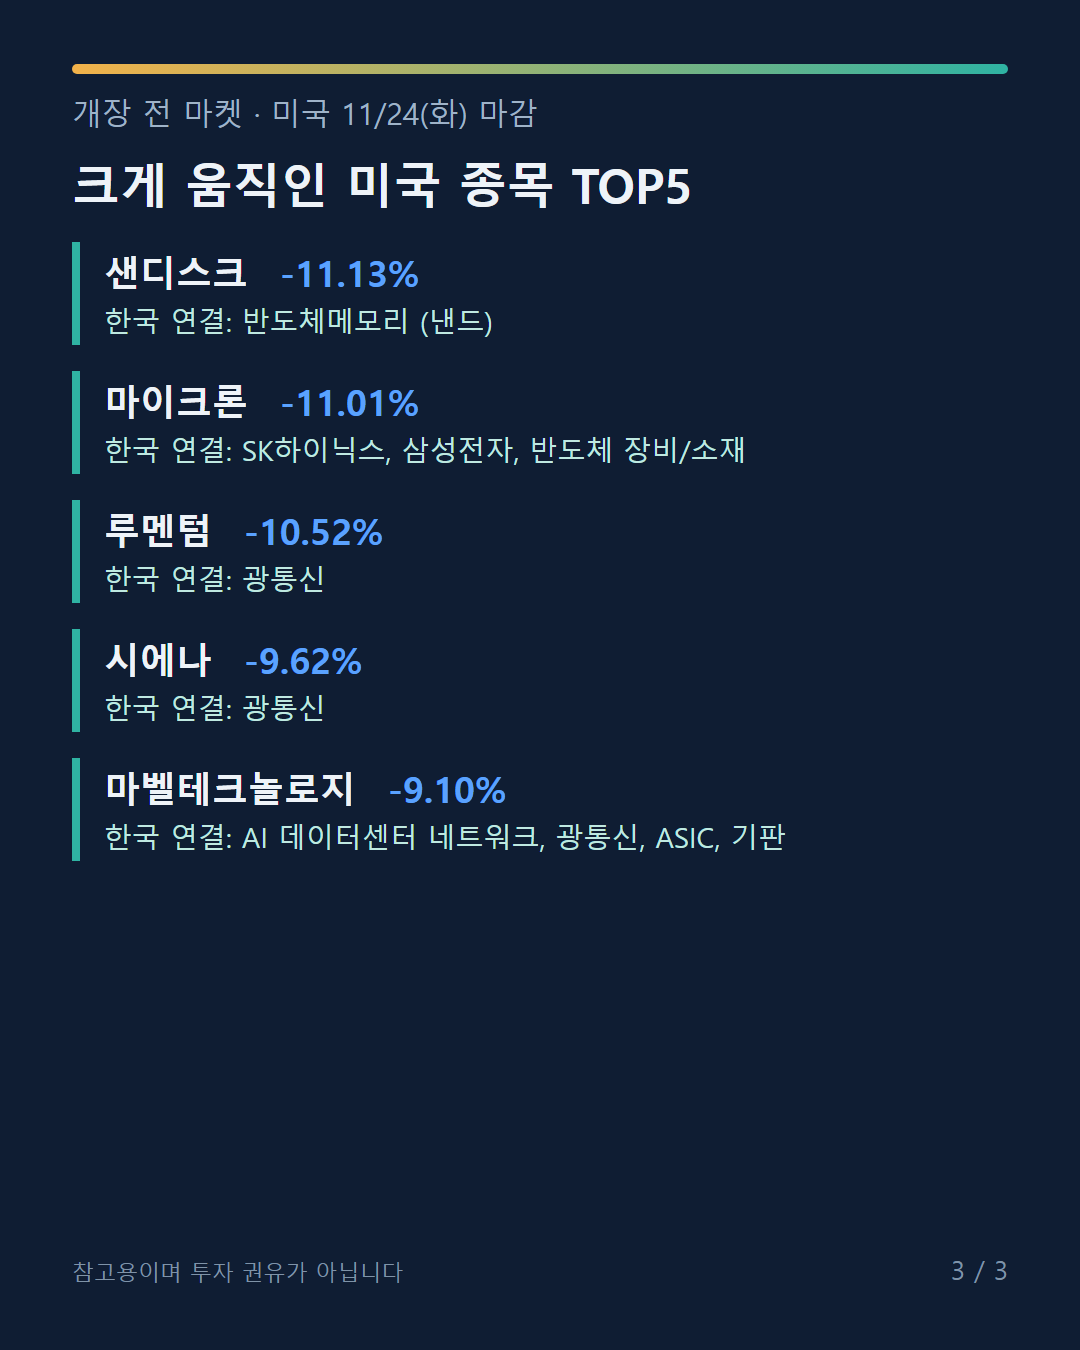 개장 전 마켓 · 미국 11/24(화) 마감
크게 움직인 미국 종목 TOP5
샌디스크 -11.13%
한국 연결: 반도체메모리 (낸드)
마이크론 -11.01%
한국 연결: SK하이닉스, 삼성전자, 반도체 장비/소재
루멘텀 -10.52%
한국 연결: 광통신
시에나 -9.62%
한국 연결: 광통신
마벨테크놀로지 -9.10%
한국 연결: AI 데이터센터 네트워크, 광통신, ASIC, 기판
참고용이며 투자 권유가 아닙니다
3 / 3